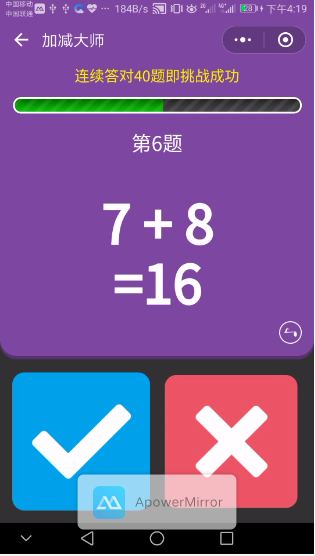 中国移动
中国联通
184B/s
下午4:19
加减大师
连续答对40题即挑战成功
第6题
7+8
=16
ApowerMirror